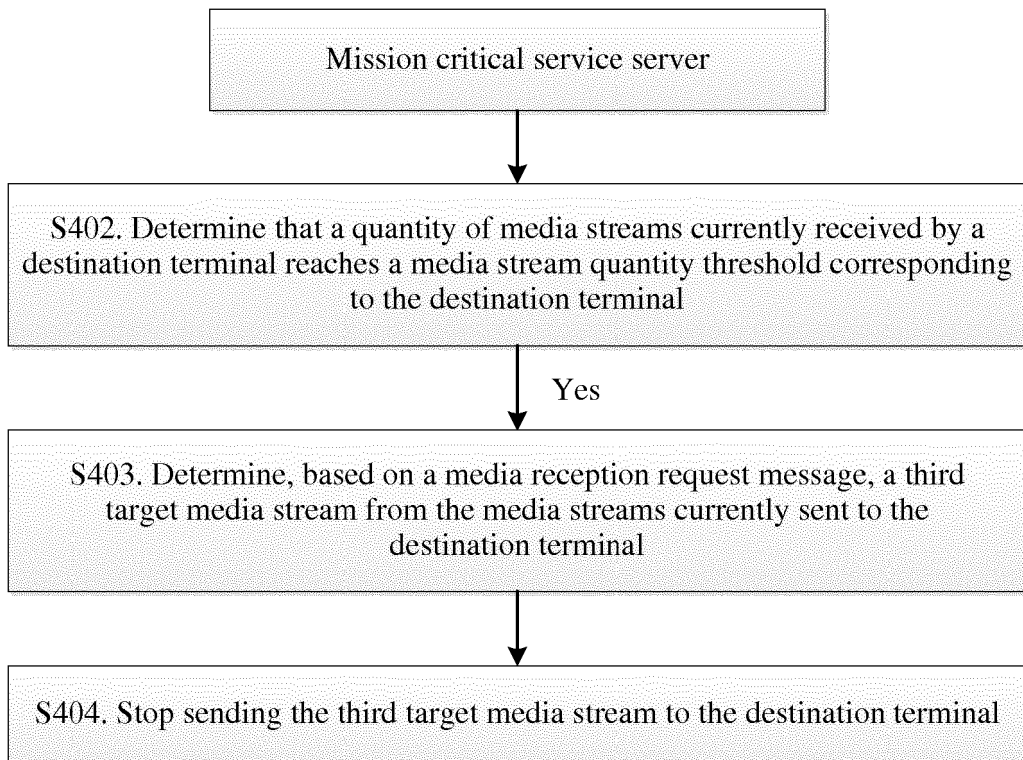 Mission critical service server
S402. Determine that a quantity of media streams currently received by a
destination terminal reaches a media stream quantity threshold corresponding
to the destination terminal
Yes
S403. Determine, based on a media reception request message, a third
target media stream from the media streams currently sent to the
destination terminal
S404. Stop sending the third target media stream to the destination terminal